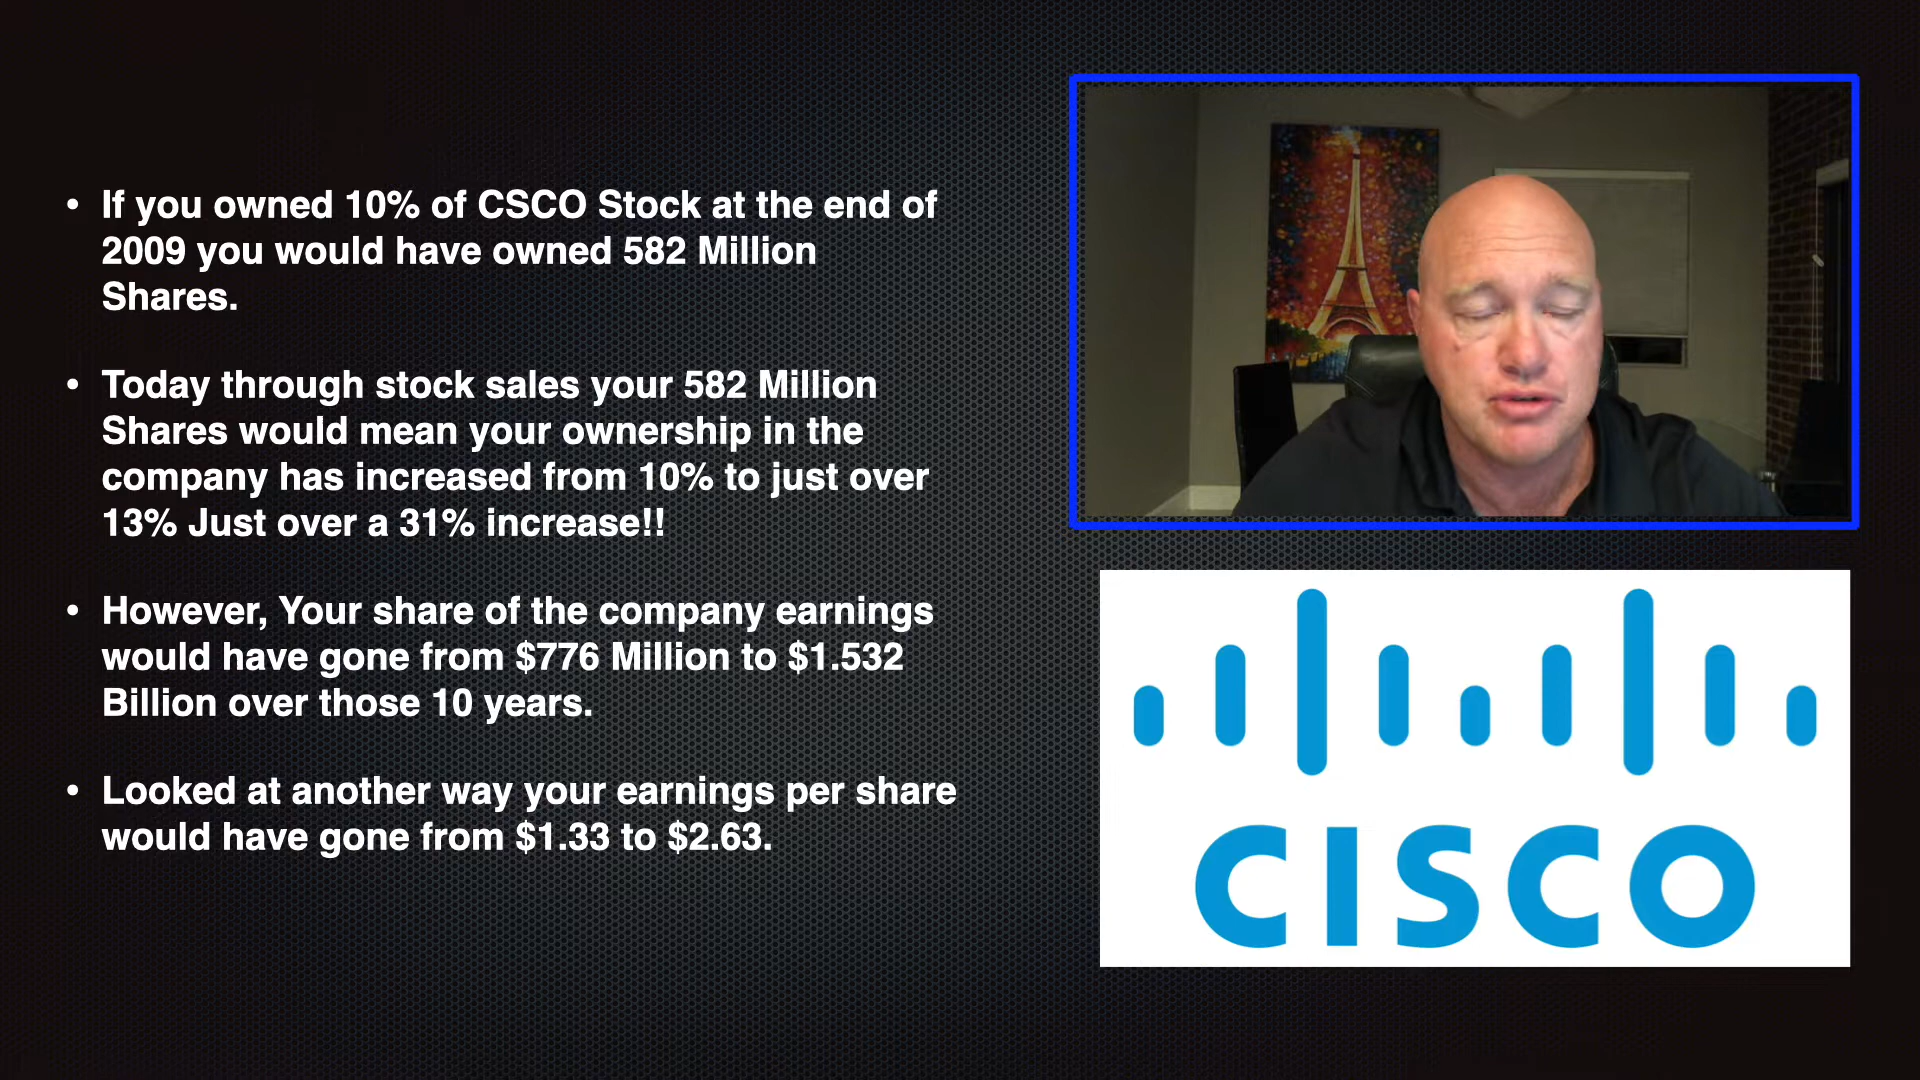 • If you owned 10% of CSCO Stock at the end of
2009 you would have owned 582 Million
Shares.
• Today through stock sales your 582 Million
Shares would mean your ownership in the
company has increased from 10% to just over
13% Just over a 31% increase!!
• However, Your share of the company earnings
would have gone from $776 Million to $1.532
Billion over those 10 years.
• Looked at another way your earnings per share
would have gone from $1.33 to $2.63.
CISCO